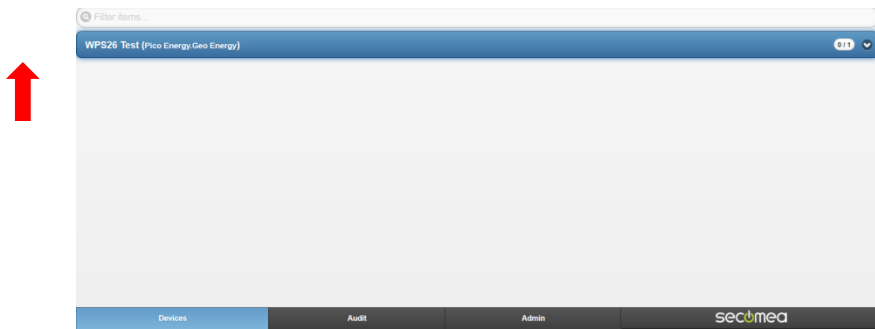 Filter items...
WPS26 Test (Pico Energy.Geo Energy) 0 / 1
Devices Audit Admin secomea